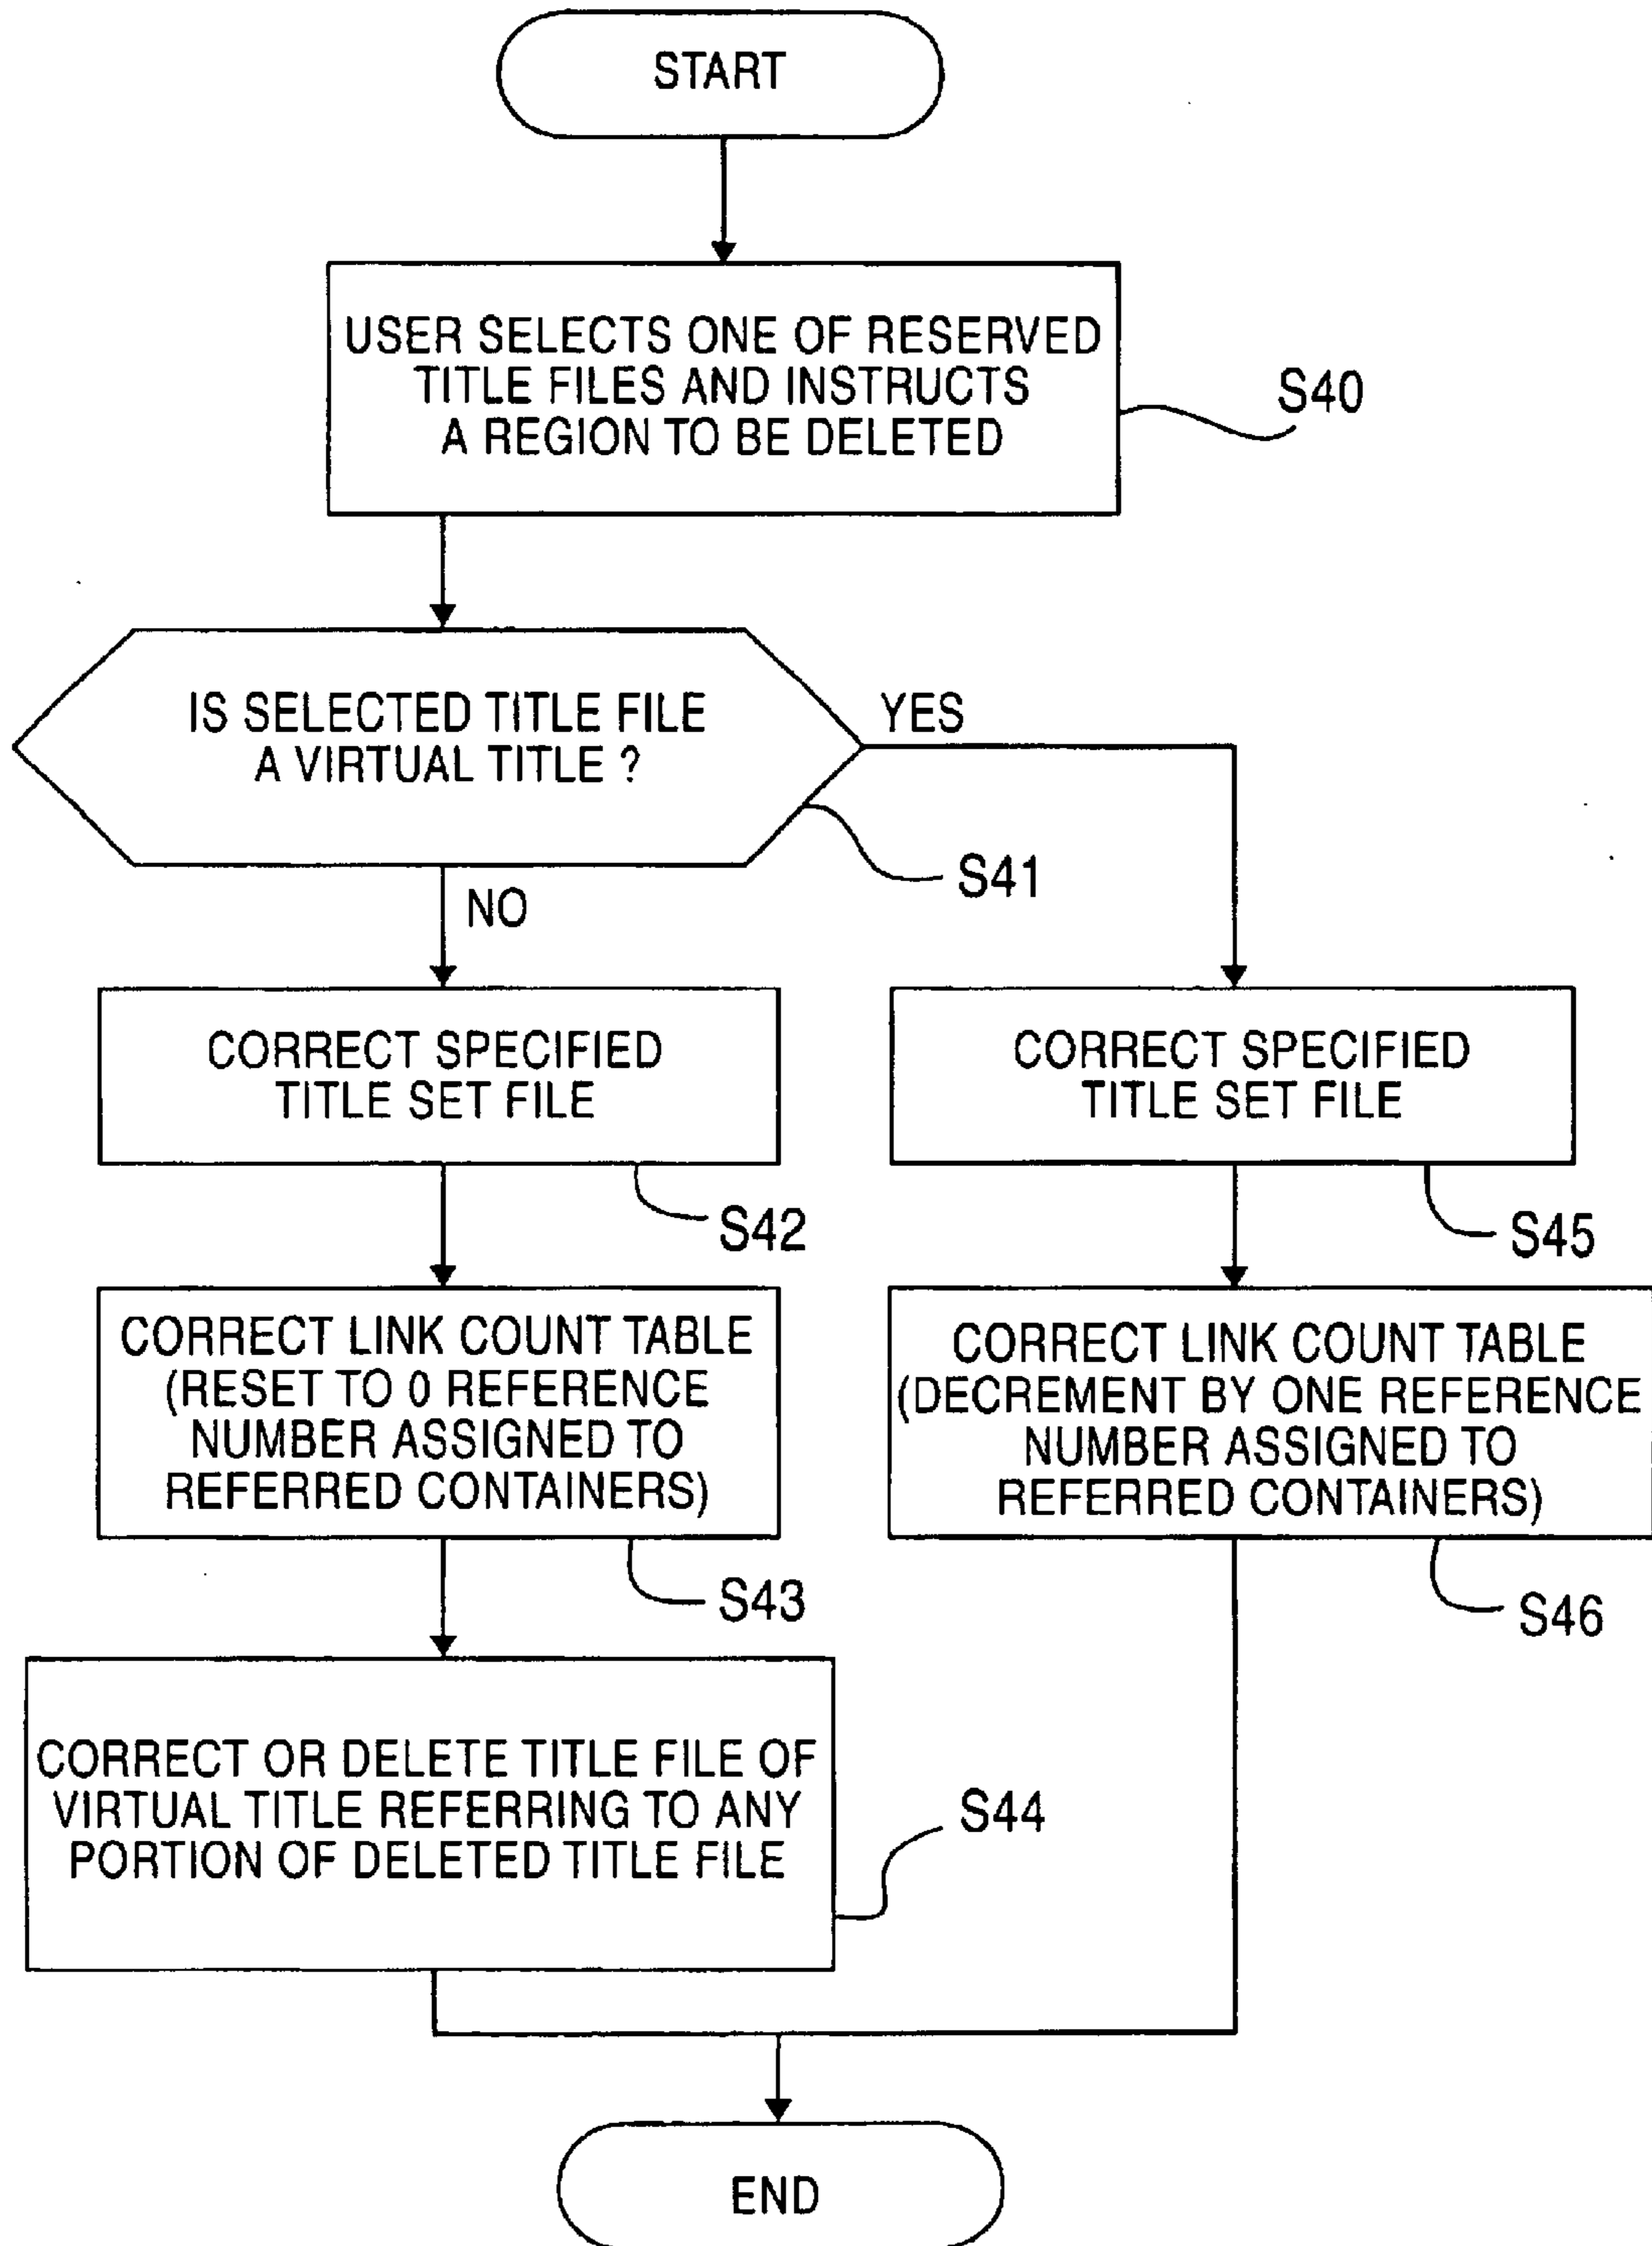 START
USER SELECTS ONE OF RESERVED
TITLE FILES AND INSTRUCTS
A REGION TO BE DELETED
S40
IS SELECTED TITLE FILE
A VIRTUAL TITLE ?
YES
S41
NO
CORRECT SPECIFIED
TITLE SET FILE
S42
CORRECT LINK COUNT TABLE
(RESET TO 0 REFERENCE
NUMBER ASSIGNED TO
REFERRED CONTAINERS)
S43
CORRECT OR DELETE TITLE FILE OF
VIRTUAL TITLE REFERRING TO ANY
PORTION OF DELETED TITLE FILE
S44
CORRECT SPECIFIED
TITLE SET FILE
S45
CORRECT LINK COUNT TABLE
(DECREMENT BY ONE REFERENCE
NUMBER ASSIGNED TO
REFERRED CONTAINERS)
S46
END